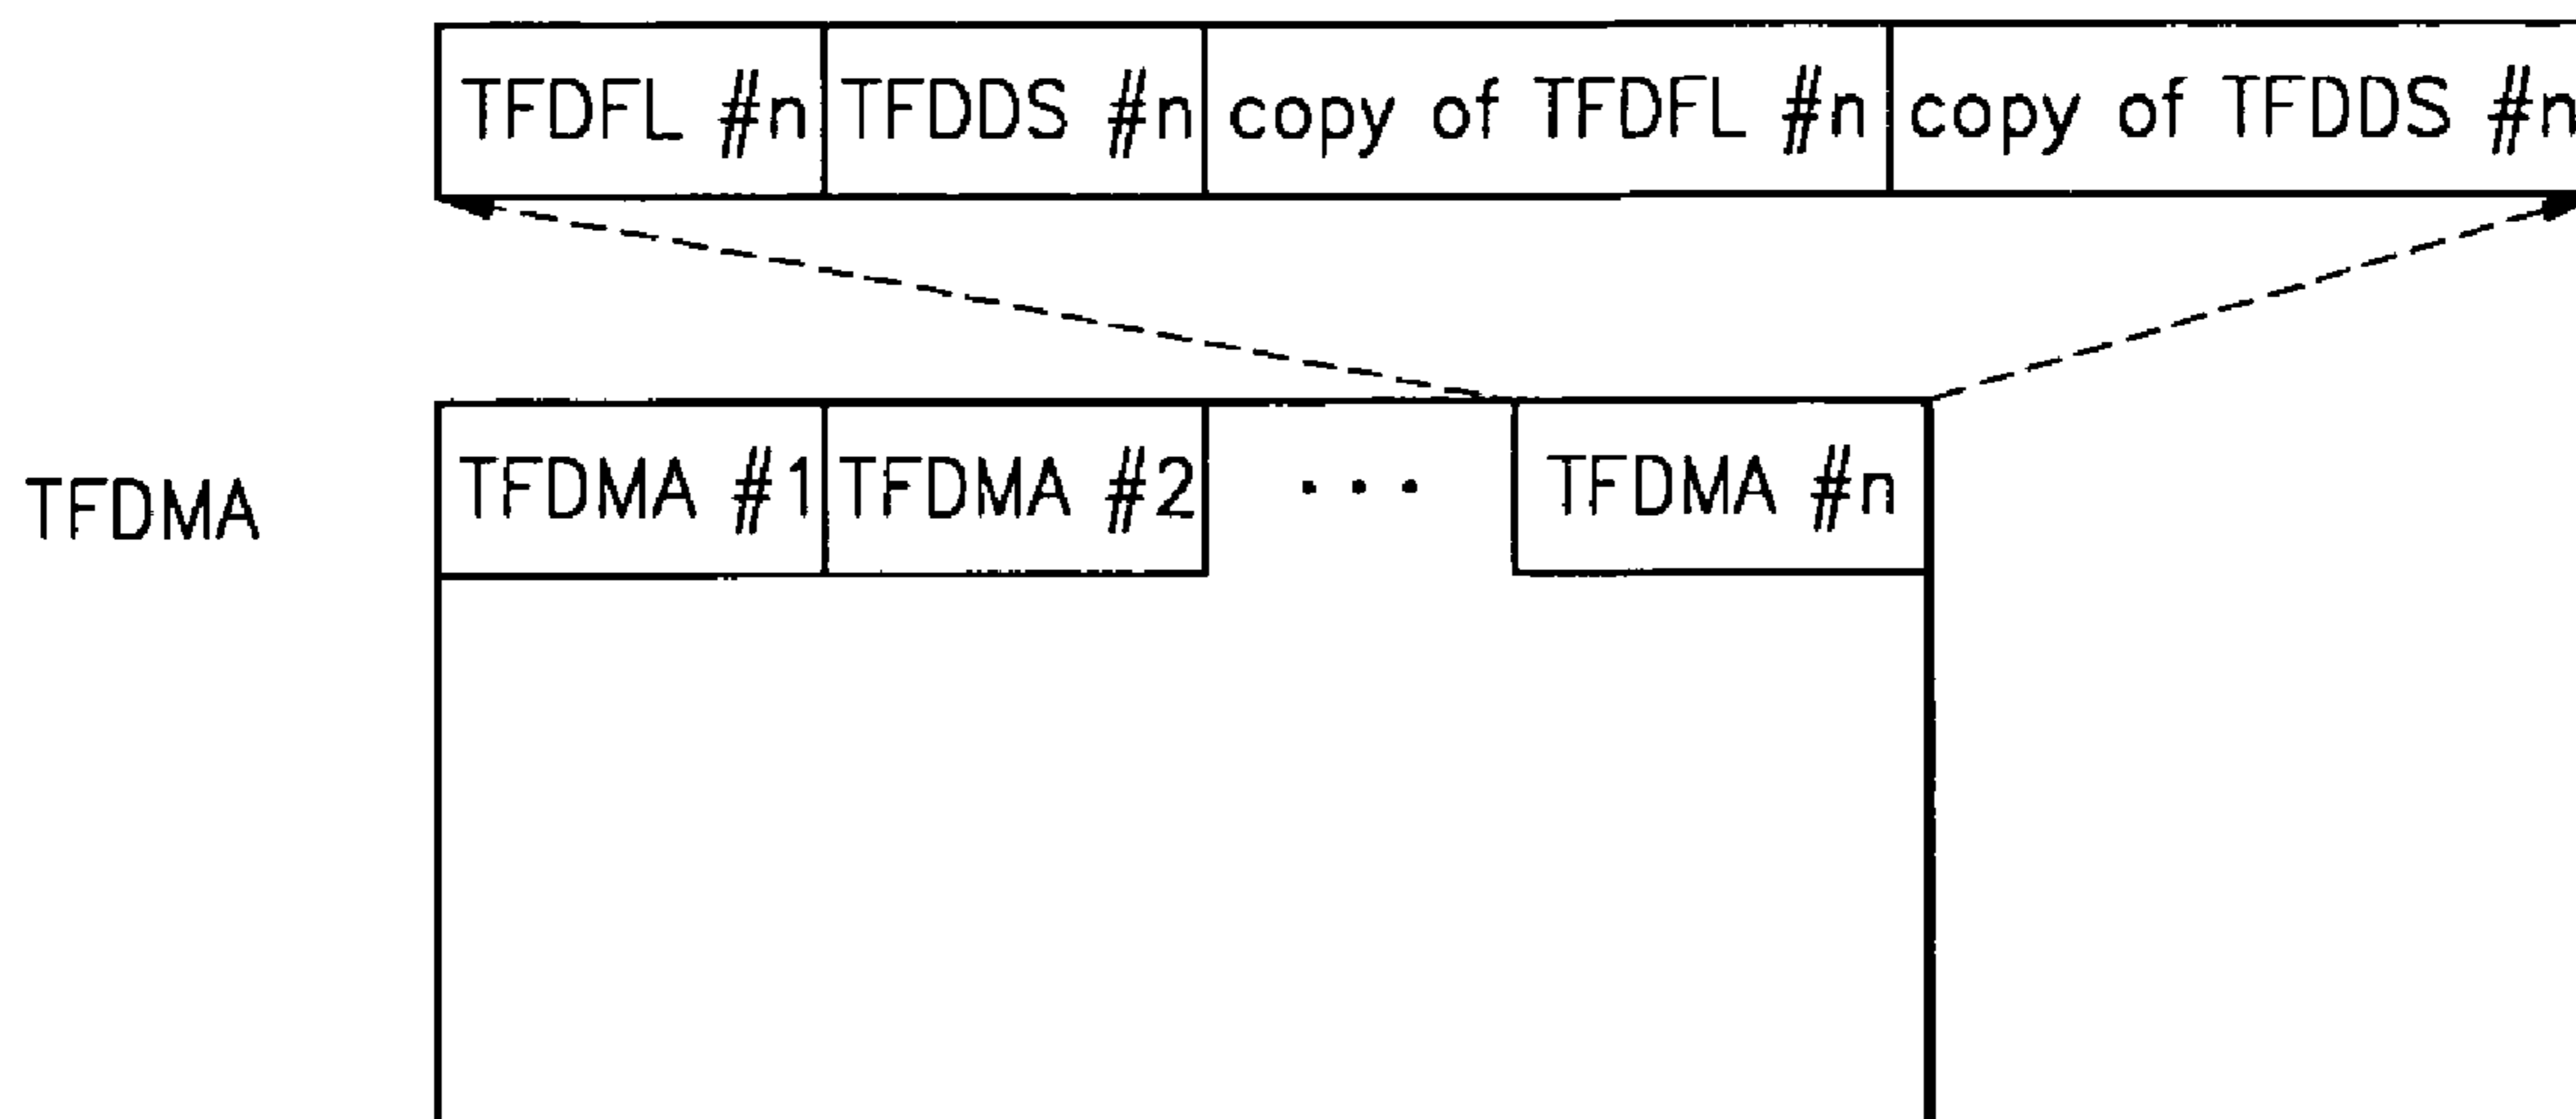 TFDFL #n TFDDS #n copy of TFDFL #n copy of TFDDS #n
TFDMA TFDMA #1 TFDMA #2 ... TFDMA #n